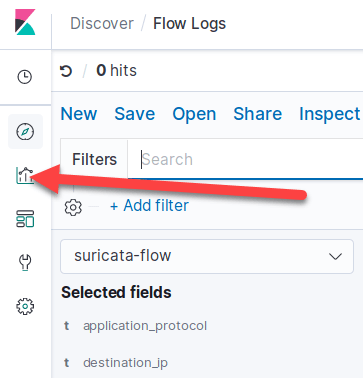 Discover / Flow Logs
/ 0 hits
New Save Open Share Inspect
Filters Search
+ Add filter
suricata-flow
Selected fields
t application_protocol
t destination_ip